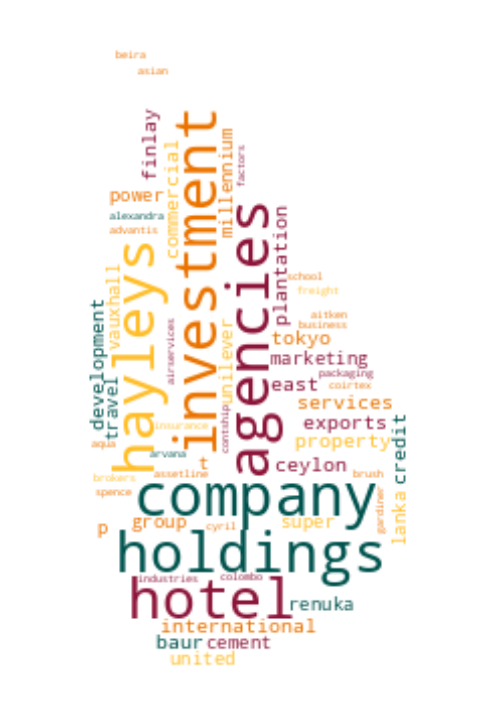 beira
asian
finlay
investment
commercial
millennium
factors
power
alexandra
advantis
hayleys
vauxhall
agencies
plantation
school
freight
development
travel
airservices
unilever
contship
aitken
business
tokyo
marketing
packaging
east
coirtex
services
exports
property
credit
insurance
aqua
arvana
t
assetline
ceylon
brush
brokers
spence
company
gardiner
lanka
p
group
cyril
super
holdings
industries
colombo
hotel
renuka
international
baur
cement
united